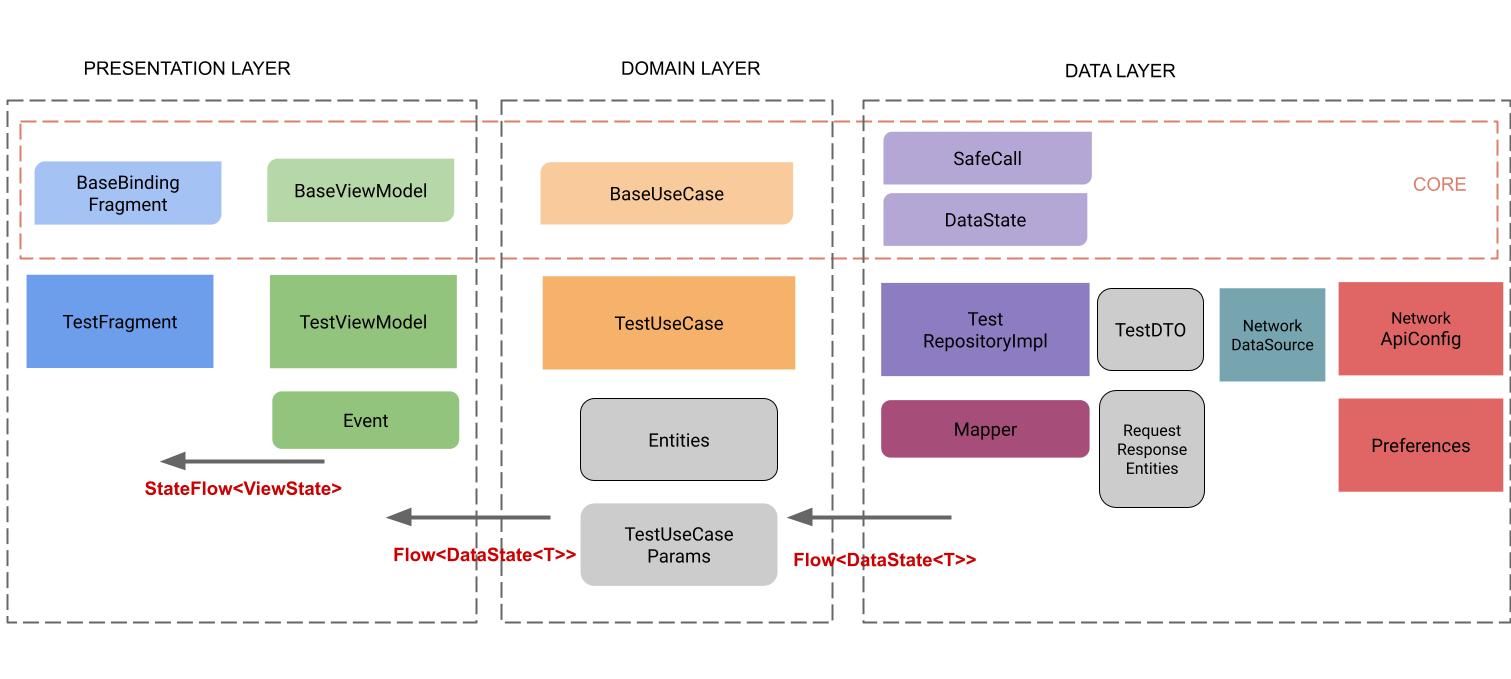 PRESENTATION LAYER
DOMAIN LAYER
DATA LAYER
BaseBinding
Fragment
BaseViewModel
BaseUseCase
SafeCall
DataState
CORE
TestFragment
TestViewModel
Event
StateFlow<ViewState>
TestUseCase
Entities
TestUseCase
Params
Flow<DataState<T>>
Flow<DataState<T>>
Test
RepositoryImpl
TestDTO
Network
DataSource
Network
ApiConfig
Mapper
Request
Response
Entities
Preferences